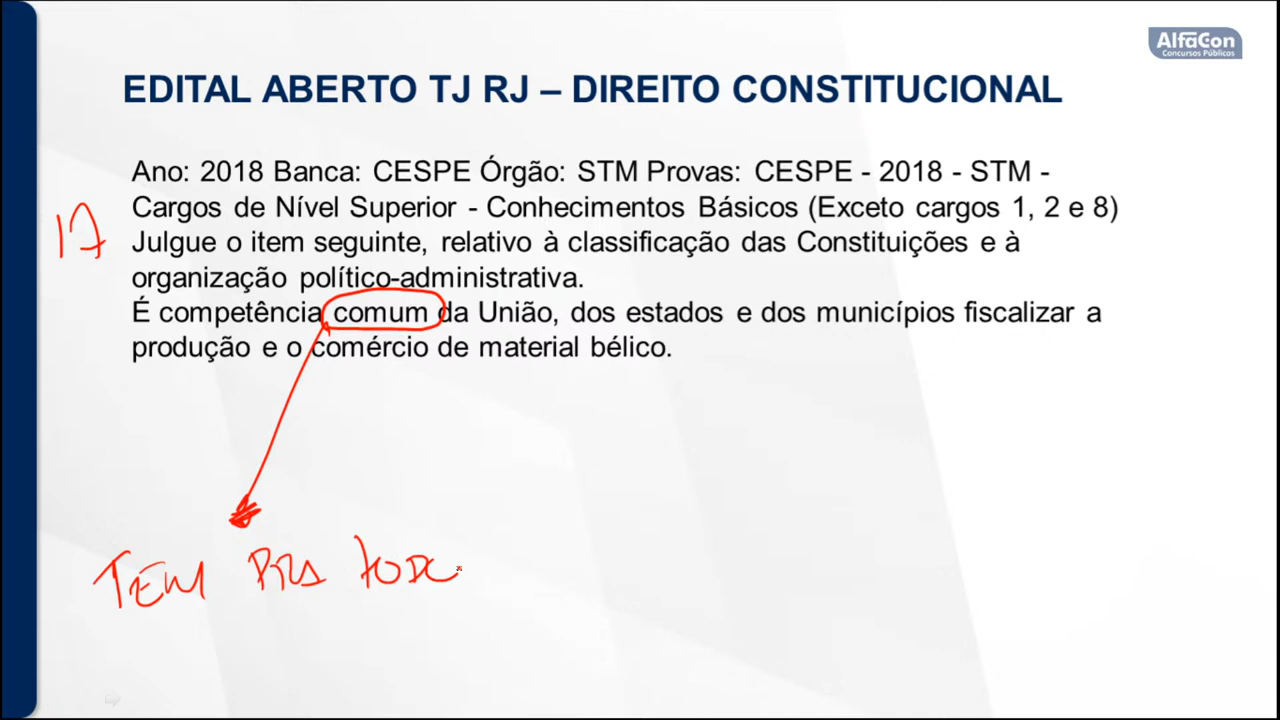 AlfaCon
Concursos Públicos
EDITAL ABERTO TJ RJ – DIREITO CONSTITUCIONAL
Ano: 2018 Banca: CESPE Órgão: STM Provas: CESPE - 2018 - STM -
Cargos de Nível Superior - Conhecimentos Básicos (Exceto cargos 1, 2 e 8)
17
Julgue o item seguinte, relativo à classificação das Constituições e à
organização político-administrativa.
É competência comum da União, dos estados e dos municípios fiscalizar a
produção e o comércio de material bélico.
TEM PRA TODO